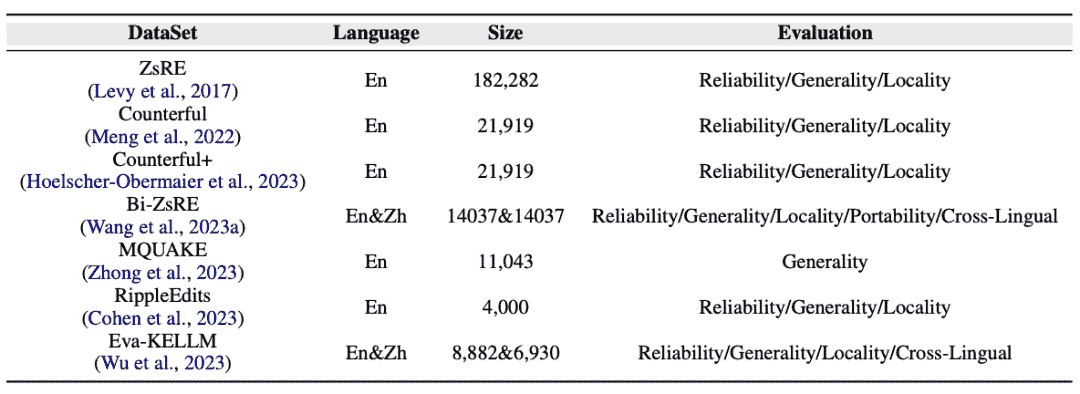 DataSet Language Size Evaluation
ZsRE
(Levy et al., 2017) En 182,282 Reliability/Generality/Locality
Counterful
(Meng et al., 2022) En 21,919 Reliability/Generality/Locality
Counterful+
(Hoelscher-Obermaier et al., 2023) En 21,919 Reliability/Generality/Locality
Bi-ZsRE
(Wang et al., 2023a) En&Zh 14037&14037 Reliability/Generality/Locality/Portability/Cross-Lingual
MQUAKE
(Zhong et al., 2023) En 11,043 Generality
RippleEdits
(Cohen et al., 2023) En 4,000 Reliability/Generality/Locality
Eva-KELLM
(Wu et al., 2023) En&Zh 8,882&6,930 Reliability/Generality/Locality/Cross-Lingual